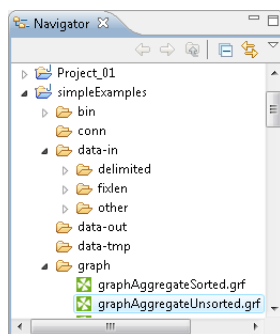 Navigator
Project_01
simpleExamples
bin
conn
data-in
delimited
fixlen
other
data-out
data-tmp
graph
graphAggregateSorted.grf
graphAggregateUnsorted.grf